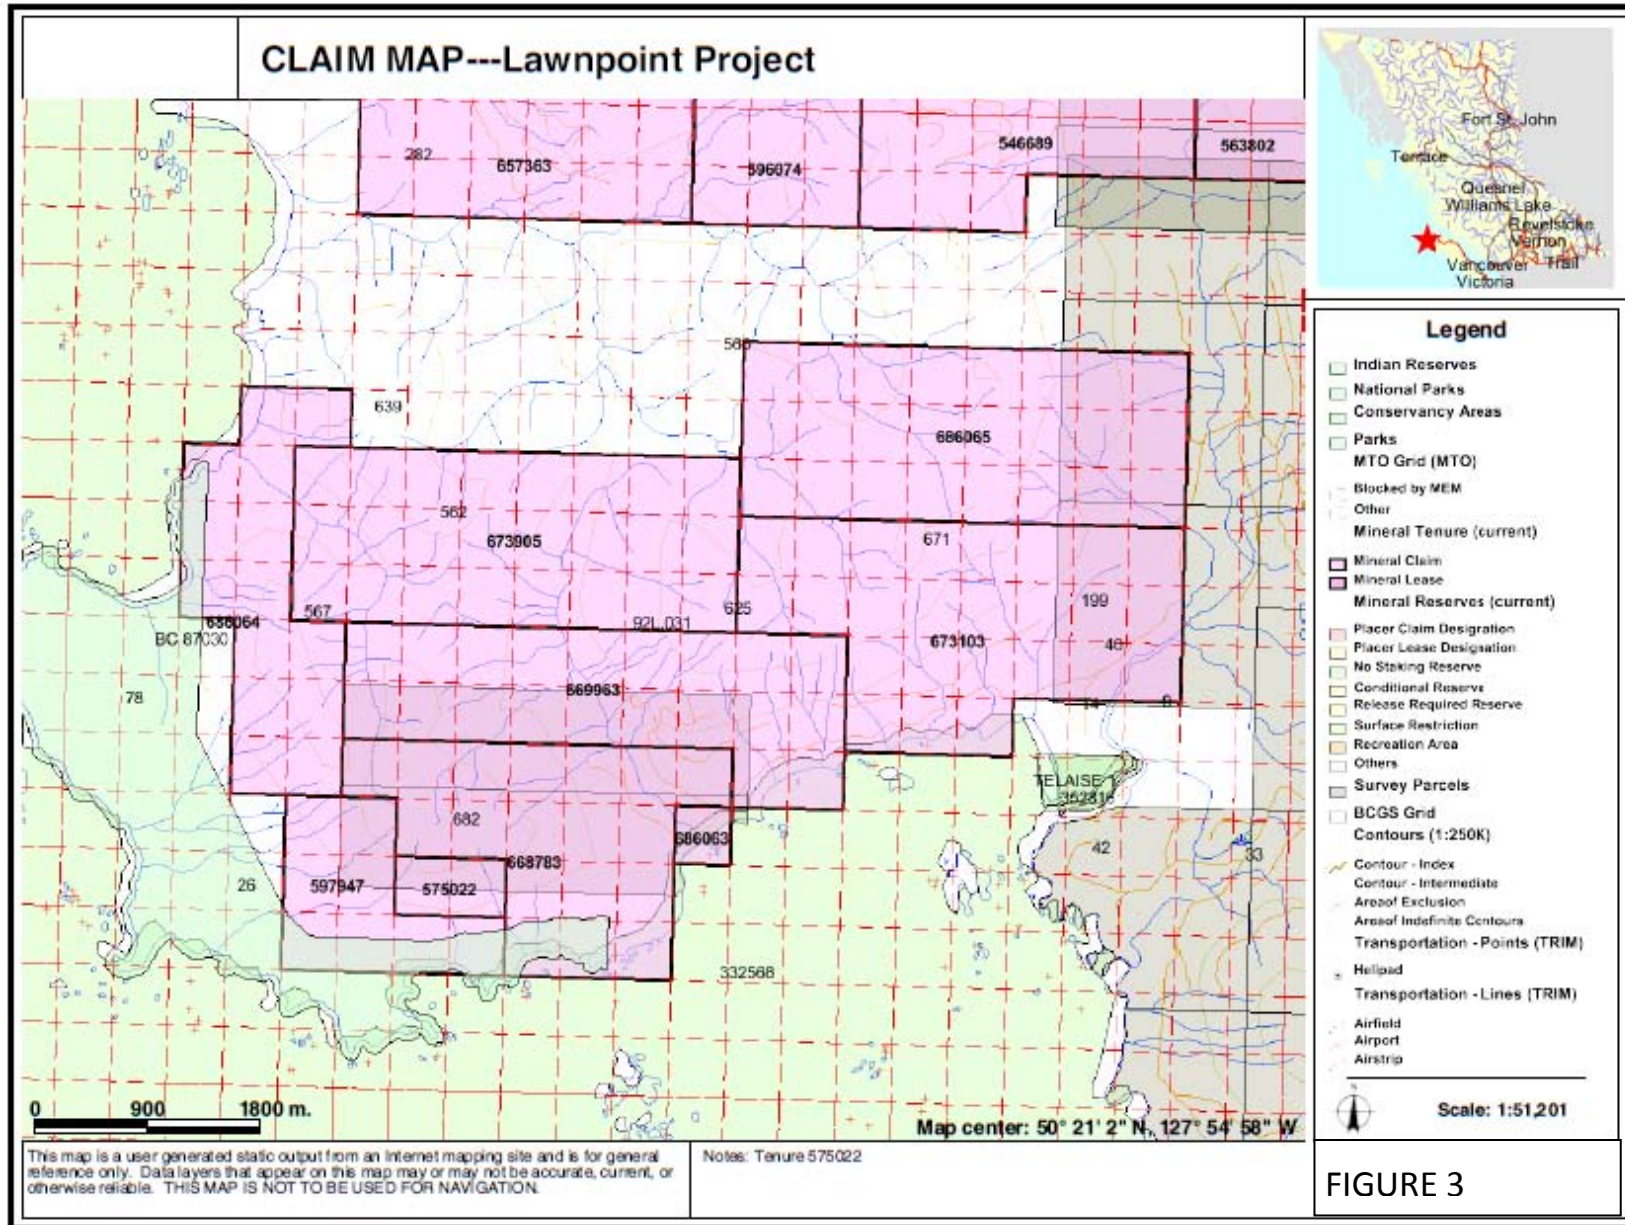 CLAIM MAP---Lawnpoint Project
Fort St. John
Terrace
Quesnel
Williams Lake
Revelstoke
Vernon
Vancouver
Trail
Victoria
282
657363
596074
546689
563802
639
686065
562
673905
671
567
686064
BC 87030
92L.031
625
199
673103
46
78
669963
14
TELAISE 1
682
686063
668783
42
33
26
597947
575022
332568
Legend
Indian Reserves
National Parks
Conservancy Areas
Parks
MTO Grid (MTO)
Blocked by MEM
Other
Mineral Tenure (current)
Mineral Claim
Mineral Lease
Mineral Reserves (current)
Placer Claim Designation
Placer Lease Designation
No Staking Reserve
Conditional Reserve
Release Required Reserve
Surface Restriction
Recreation Area
Others
Survey Parcels
BCGS Grid
Contours (1:250K)
Contour - Index
Contour - Intermediate
Areaof Exclusion
Areaof Indefinite Contours
Transportation - Points (TRIM)
Helipad
Transportation - Lines (TRIM)
Airfield
Airport
Airstrip
Scale: 1:51,201
0 900 1800 m.
Map center: 50° 21' 2" N, 127° 54' 58" W
This map is a user generated static output from an Internet mapping site and is for general
reference only. Data layers that appear on this map may or may not be accurate, current, or
otherwise reliable. THIS MAP IS NOT TO BE USED FOR NAVIGATION.
Notes: Tenure 575022
FIGURE 3